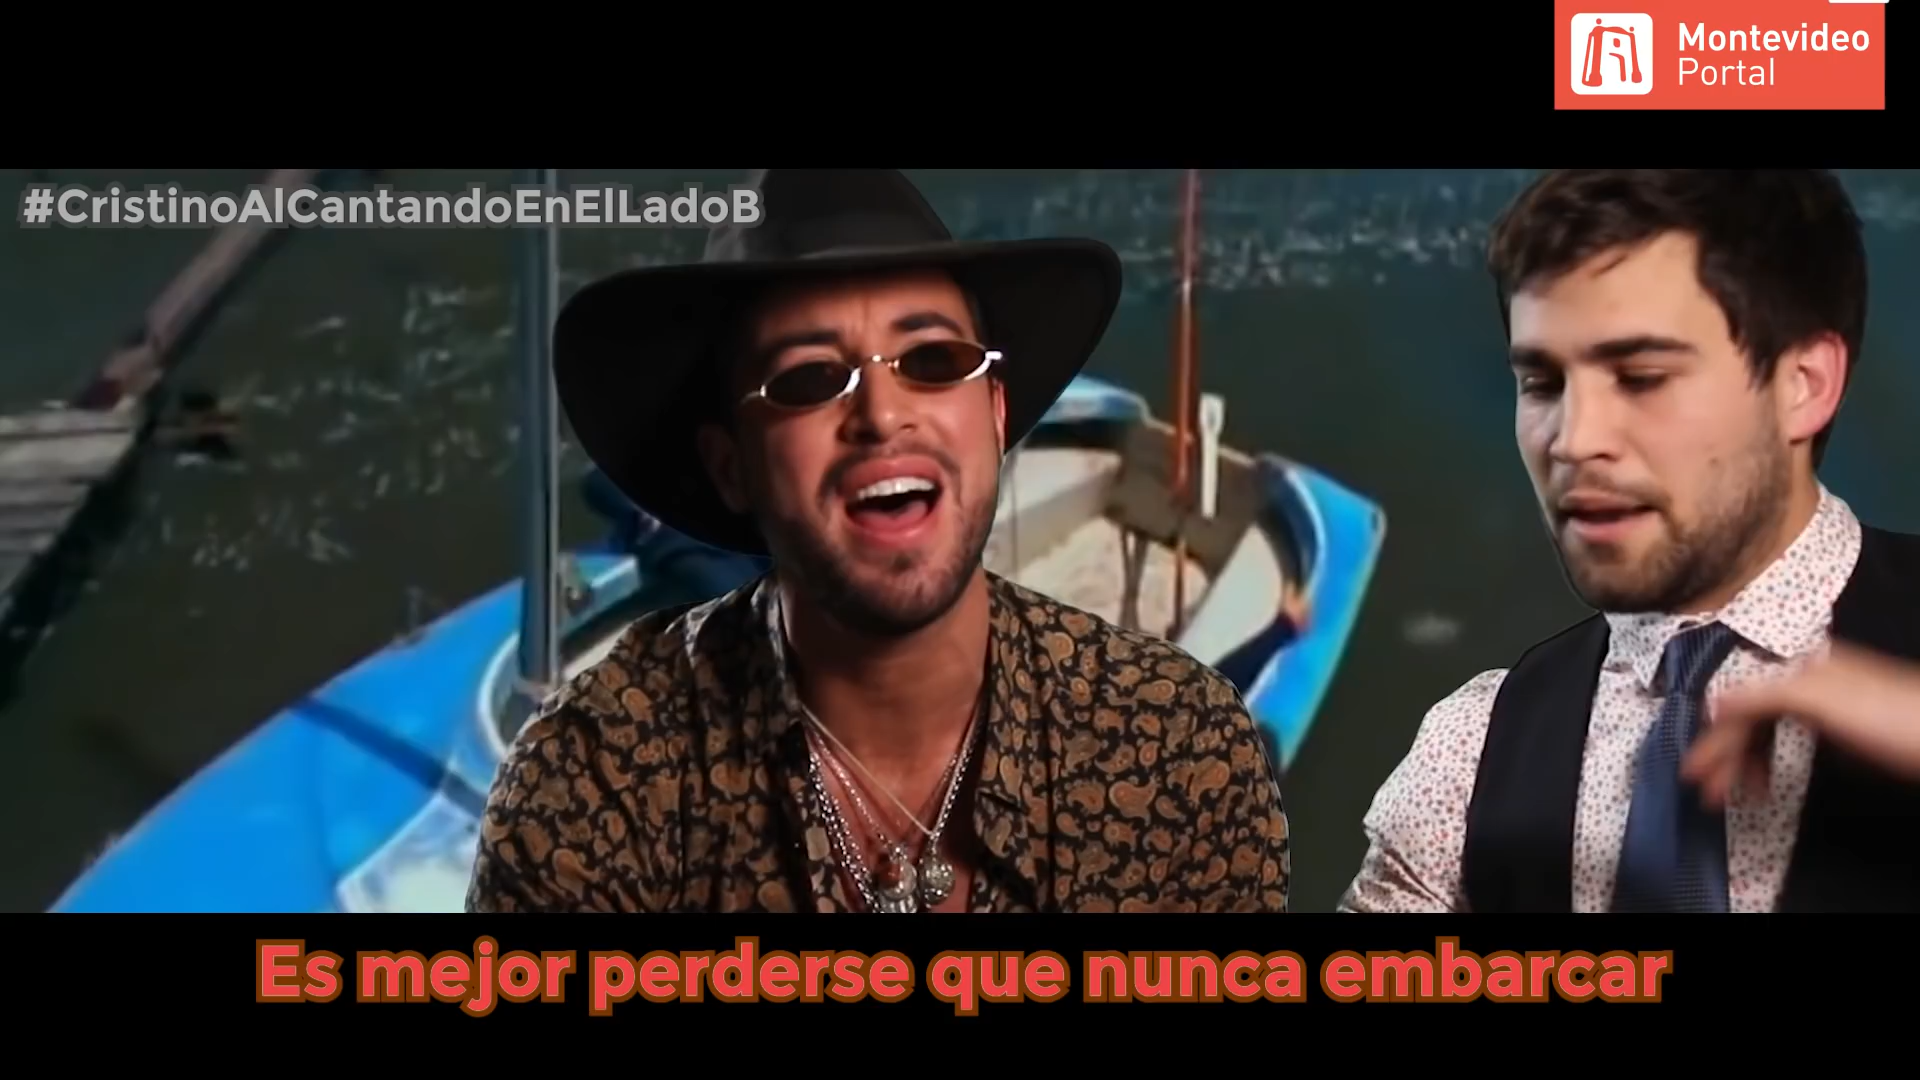 Montevideo
Portal
#CristinoAlCantandoEnElLadoB
Es mejor perderse que nunca embarcar